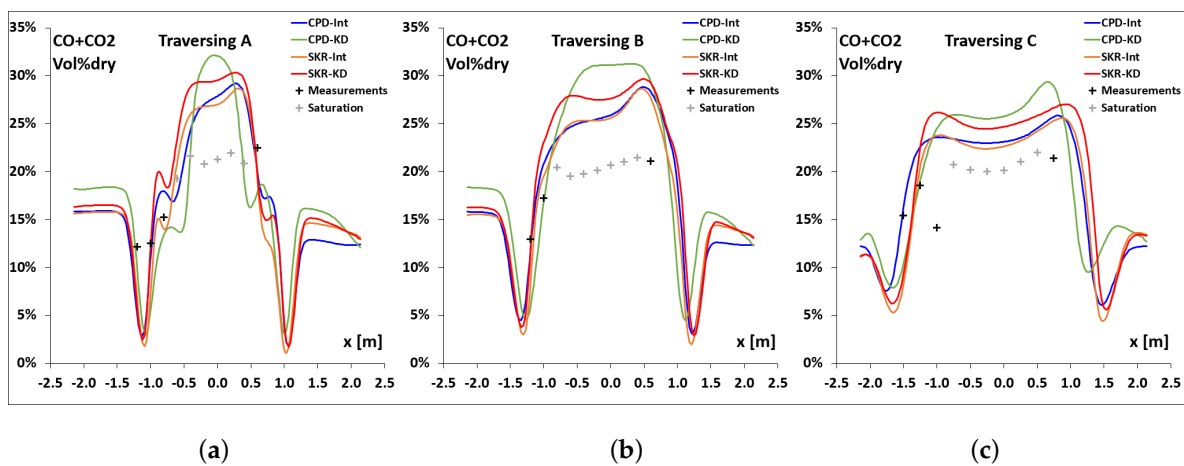 35%
30%
25%
20%
15%
10%
5%
0%
CO+CO2
Vol%dry
Traversing A
CPD-Int
CPD-KD
SKR-Int
SKR-KD
Measurements
Saturation
x [m]
-2.5 -2.0 -1.5 -1.0 -0.5 0.0 0.5 1.0 1.5 2.0 2.5
(a)
35%
30%
25%
20%
15%
10%
5%
0%
CO+CO2
Vol%dry
Traversing B
CPD-Int
CPD-KD
SKR-Int
SKR-KD
Measurements
Saturation
x [m]
-2.5 -2.0 -1.5 -1.0 -0.5 0.0 0.5 1.0 1.5 2.0 2.5
(b)
35%
30%
25%
20%
15%
10%
5%
0%
CO+CO2
Vol%dry
Traversing C
CPD-Int
CPD-KD
SKR-Int
SKR-KD
Measurements
Saturation
x [m]
-2.5 -2.0 -1.5 -1.0 -0.5 0.0 0.5 1.0 1.5 2.0 2.5
(c)